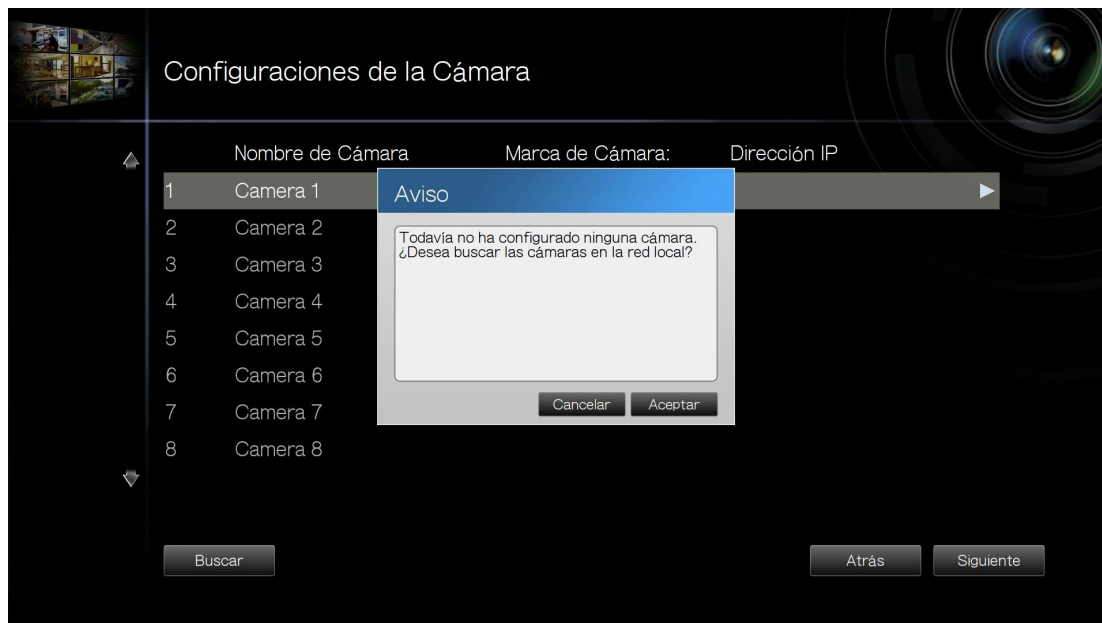 Configuraciones de la Cámara
Nombre de Cámara Marca de Cámara: Dirección IP
1 Camera 1
Aviso
2 Camera 2
Todavía no ha configurado ninguna cámara.
¿Desea buscar las cámaras en la red local?
3 Camera 3
4 Camera 4
5 Camera 5
6 Camera 6
7 Camera 7
Cancelar Aceptar
8 Camera 8
Buscar Atrás Siguiente